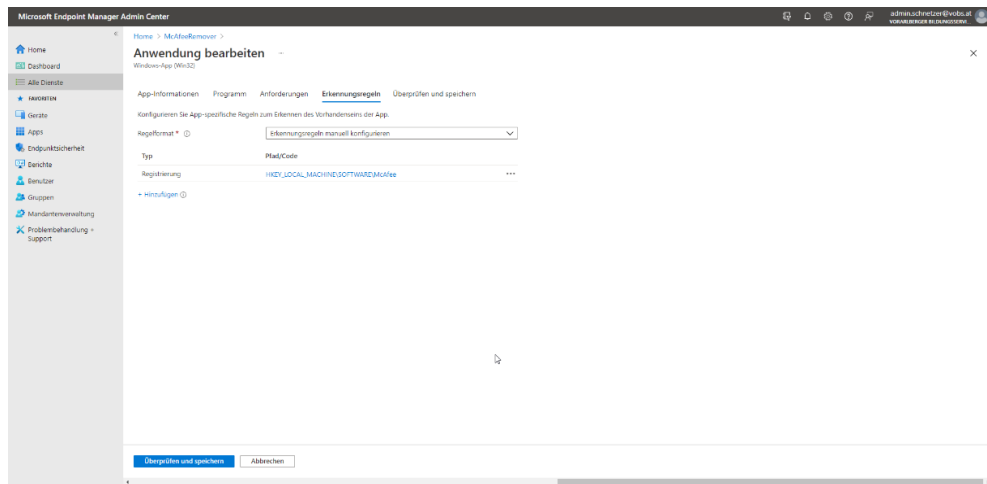 Microsoft Endpoint Manager Admin Center
admin.schnetzer@vobs.at
VORARLBERGER BILDUNGSSERVI...
Home
Dashboard
Alle Dienste
FAVORITEN
Geräte
Apps
Endpunktsicherheit
Berichte
Benutzer
Gruppen
Mandantenverwaltung
Problembehandlung +
Support
Home > McAfeeRemover >
Anwendung bearbeiten ...
Windows-App (Win32)
App-Informationen Programm Anforderungen Erkennungsregeln Überprüfen und speichern
Konfigurieren Sie App-spezifische Regeln zum Erkennen des Vorhandenseins der App.
Regelformat * Erkennungsregeln manuell konfigurieren
Typ Pfad/Code
Registrierung HKEY_LOCAL_MACHINE\SOFTWARE\McAfee ...
+ Hinzufügen
Überprüfen und speichern Abbrechen